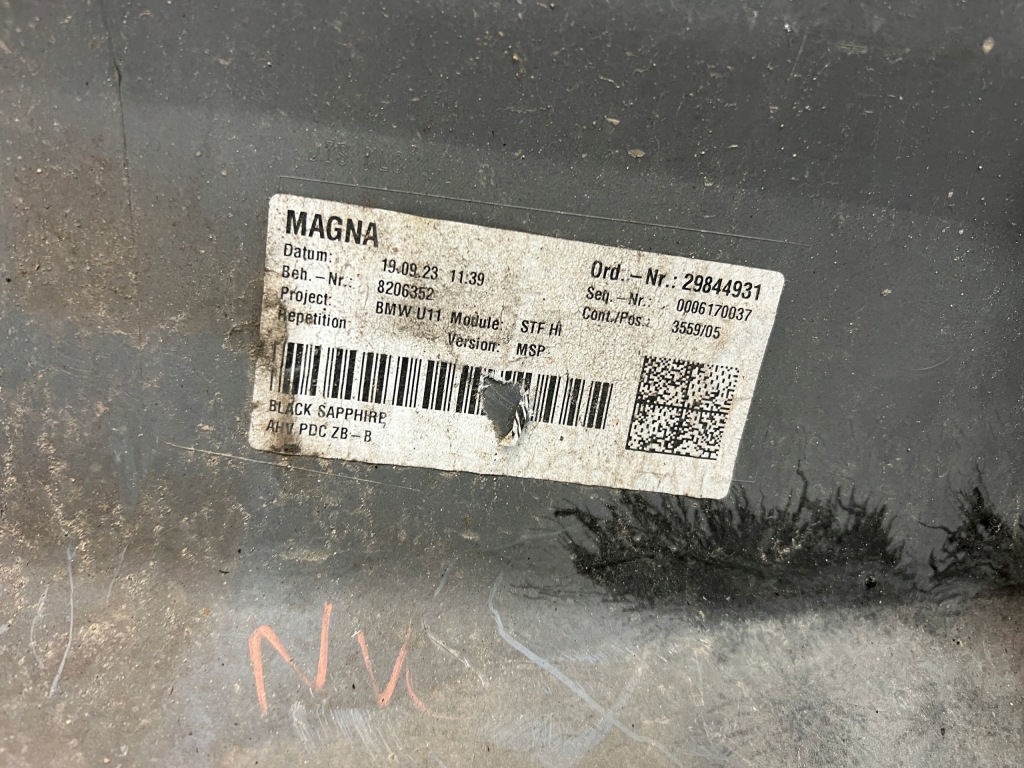 MAGNA
Datum: 19.09.23 11:39
Ord.-Nr.: 29844931
Beh.-Nr.: 8206352
Seq.-Nr.: 0006170037
Project: BMW U11 Module: STF HI
Cont./Pos.: 3559/05
Repetition Version: MSP
BLACK SAPPHIRE
AHV PDC ZB-B